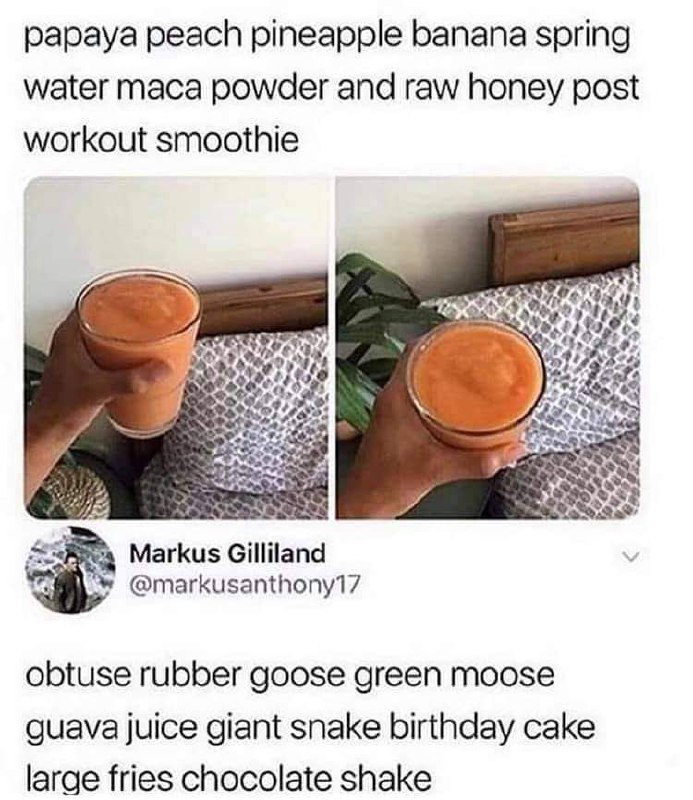 papaya peach pineapple banana spring
water maca powder and raw honey post
workout smoothie
Markus Gilliland
@markusanthony17
obtuse rubber goose green moose
guava juice giant snake birthday cake
large fries chocolate shake